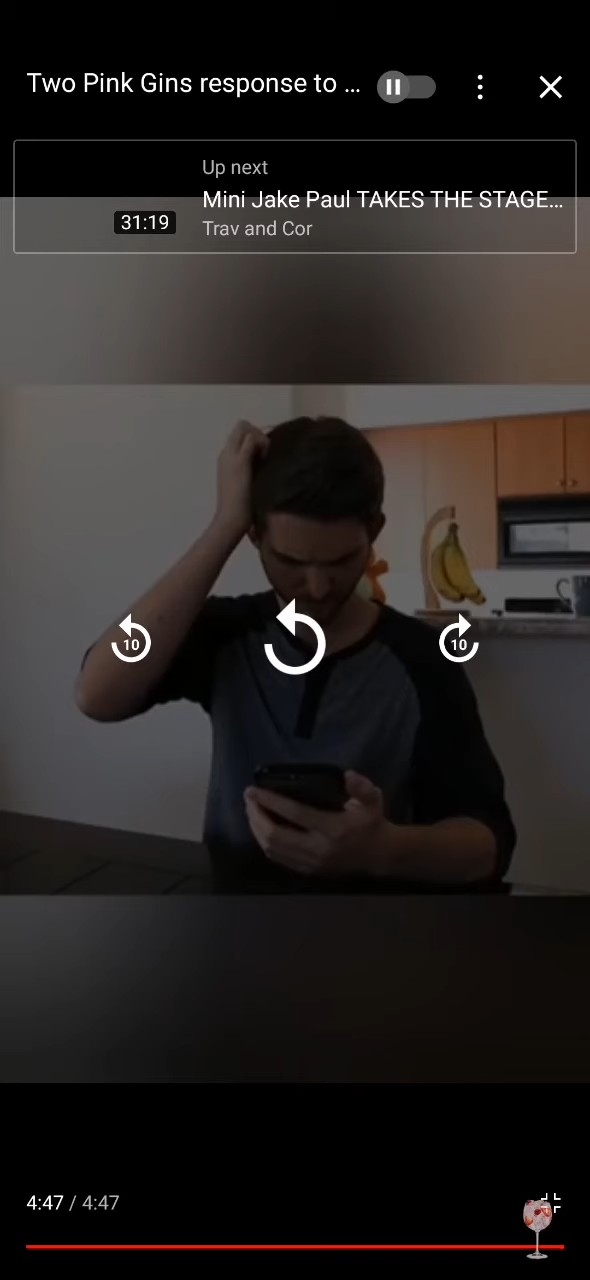 Two Pink Gins response to ...
Up next
Mini Jake Paul TAKES THE STAGE...
31:19
Trav and Cor
10
10
4:47 / 4:47